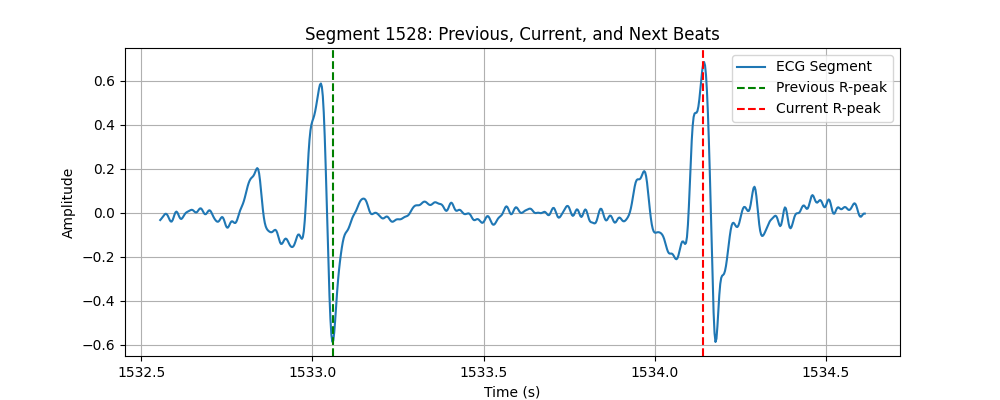 Segment 1528: Previous, Current, and Next Beats
ECG Segment
Previous R-peak
Current R-peak
Amplitude
0.6
0.4
0.2
0.0
−0.2
−0.4
−0.6
1532.5 1533.0 1533.5 1534.0 1534.5
Time (s)